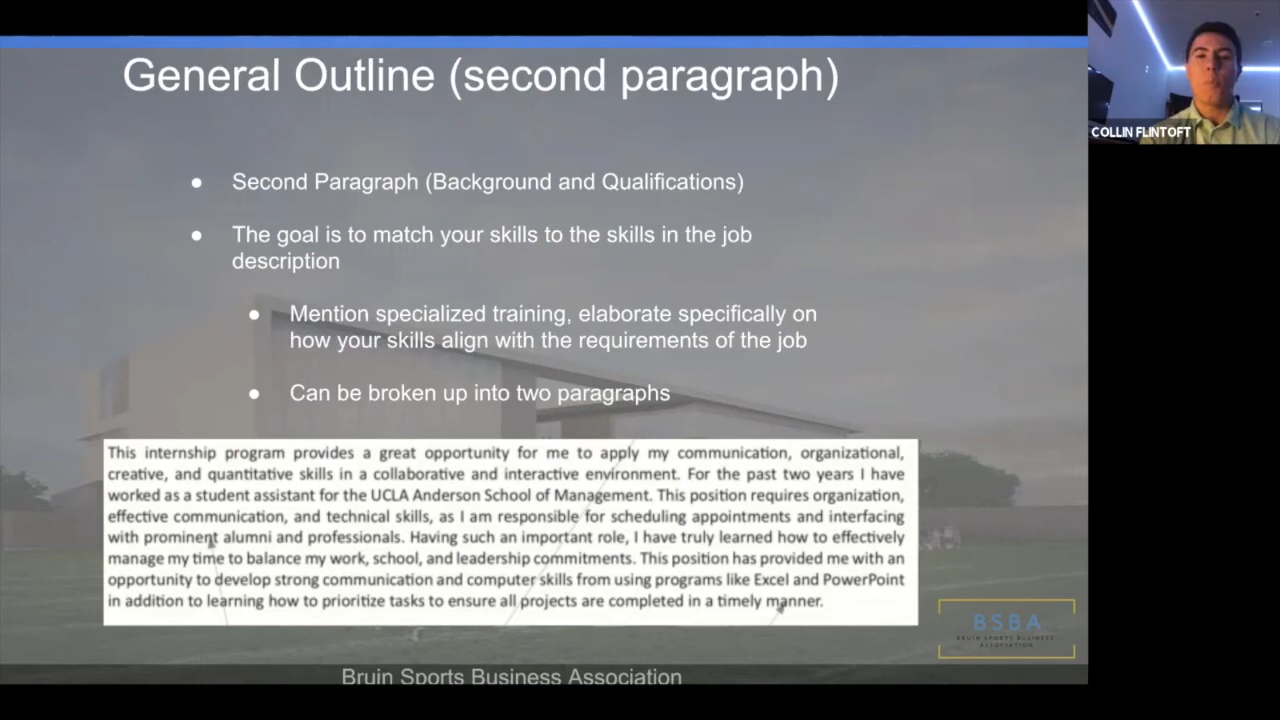 General Outline (second paragraph)
COLLIN FLINTOFT
● Second Paragraph (Background and Qualifications)
● The goal is to match your skills to the skills in the job
description
● Mention specialized training, elaborate specifically on
how your skills align with the requirements of the job
● Can be broken up into two paragraphs
This internship program provides a great opportunity for me to apply my communication, organizational,
creative, and quantitative skills in a collaborative and interactive environment. For the past two years I have
worked as a student assistant for the UCLA Anderson School of Management. This position requires organization,
effective communication, and technical skills, as I am responsible for scheduling appointments and interfacing
with prominent alumni and professionals. Having such an important role, I have truly learned how to effectively
manage my time to balance my work, school, and leadership commitments. This position has provided me with an
opportunity to develop strong communication and computer skills from using programs like Excel and PowerPoint
in addition to learning how to prioritize tasks to ensure all projects are completed in a timely manner.
BSBA
BRUIN SPORTS BUSINESS
ASSOCIATION
Bruin Sports Business Association